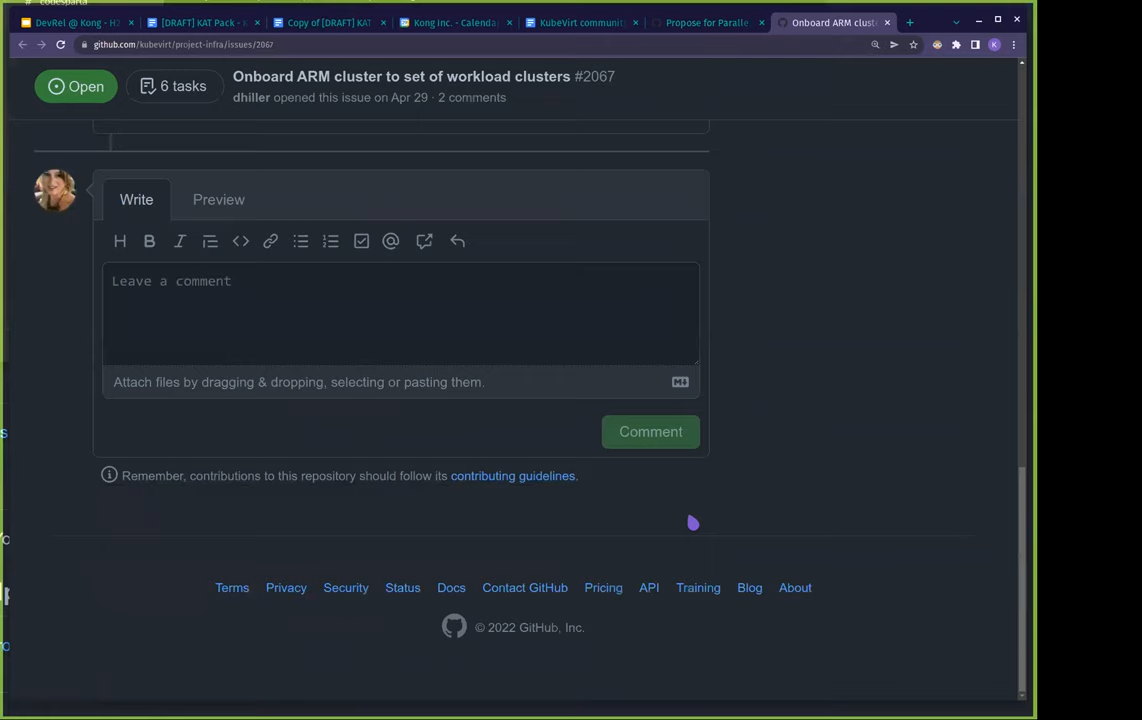 # codesparta
DevRel @ Kong - H2
[DRAFT] KAT Pack - K
Copy of [DRAFT] KAT
Kong Inc. - Calenda
KubeVirt communit
Propose for Paralle
Onboard ARM clust
github.com/kubevirt/project-infra/issues/2067
K
Open
6 tasks
Onboard ARM cluster to set of workload clusters #2067
dhiller opened this issue on Apr 29 · 2 comments
Write
Preview
Leave a comment
Attach files by dragging & dropping, selecting or pasting them.
Comment
Remember, contributions to this repository should follow its contributing guidelines.
Terms Privacy Security Status Docs Contact GitHub Pricing API Training Blog About
© 2022 GitHub, Inc.